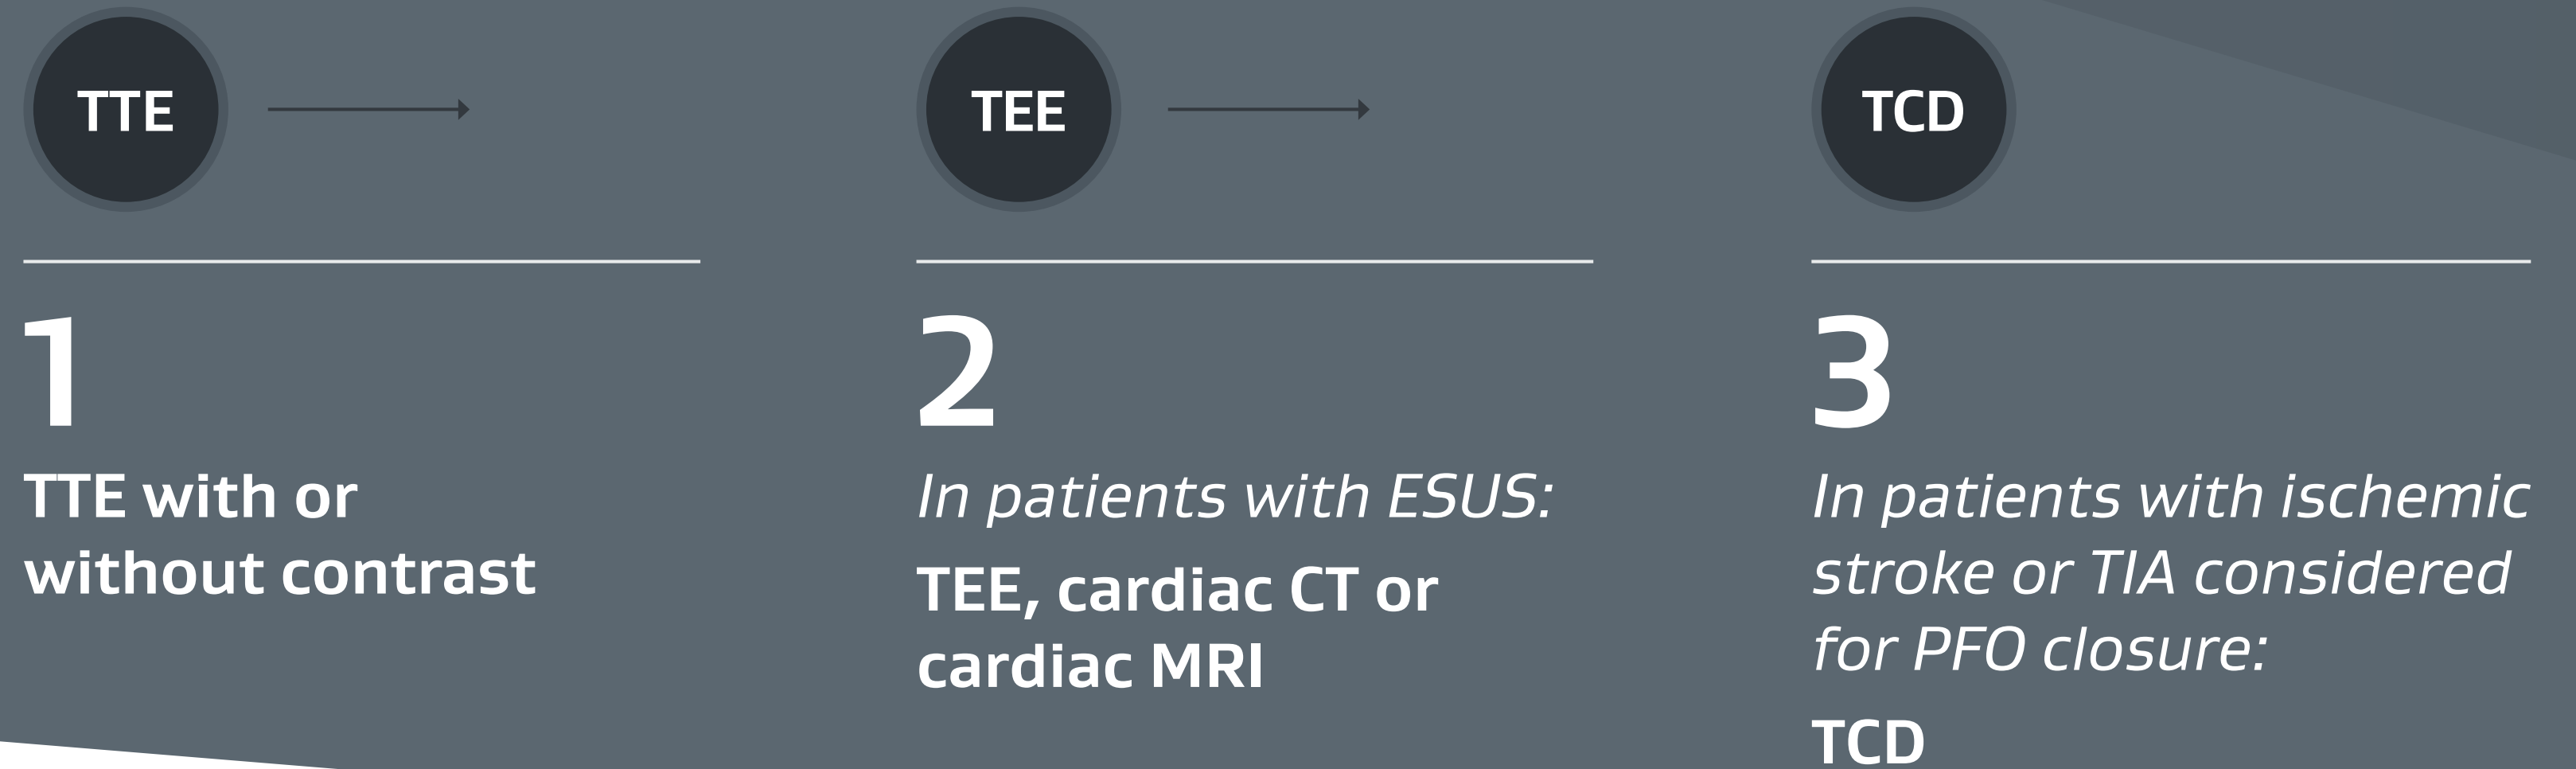 TTE
TEE
TCD
1
TTE with or
without contrast
2
In patients with ESUS:
TEE, cardiac CT or
cardiac MRI
3
In patients with ischemic
stroke or TIA considered
for PFO closure:
TCD